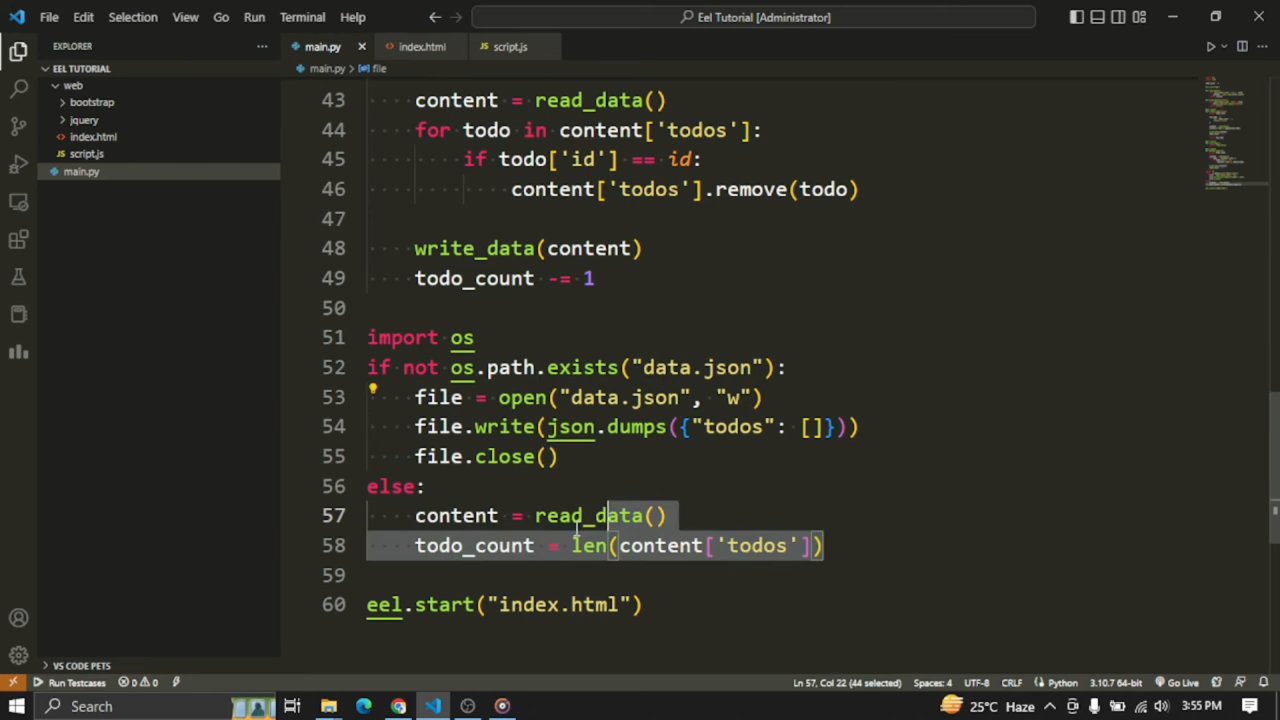 File Edit Selection View Go Run Terminal Help
Eel Tutorial [Administrator]
EXPLORER
main.py
index.html
script.js
EEL TUTORIAL
web
bootstrap
jquery
index.html
script.js
main.py
main.py > file
43 content = read_data()
44 for todo in content['todos']:
45 if todo['id'] == id:
46 content['todos'].remove(todo)
47
48 write_data(content)
49 todo_count -= 1
50
51 import os
52 if not os.path.exists("data.json"):
53 file = open("data.json", "w")
54 file.write(json.dumps({"todos": []}))
55 file.close()
56 else:
57 content = read_data()
58 todo_count = len(content['todos'])
59
60 eel.start("index.html")
VS CODE PETS
Run Testcases 0 0 Ln 57, Col 22 (44 selected) Spaces: 4 UTF-8 CRLF Python 3.10.7 64-bit Go Live
Search 25°C Haze 3:55 PM